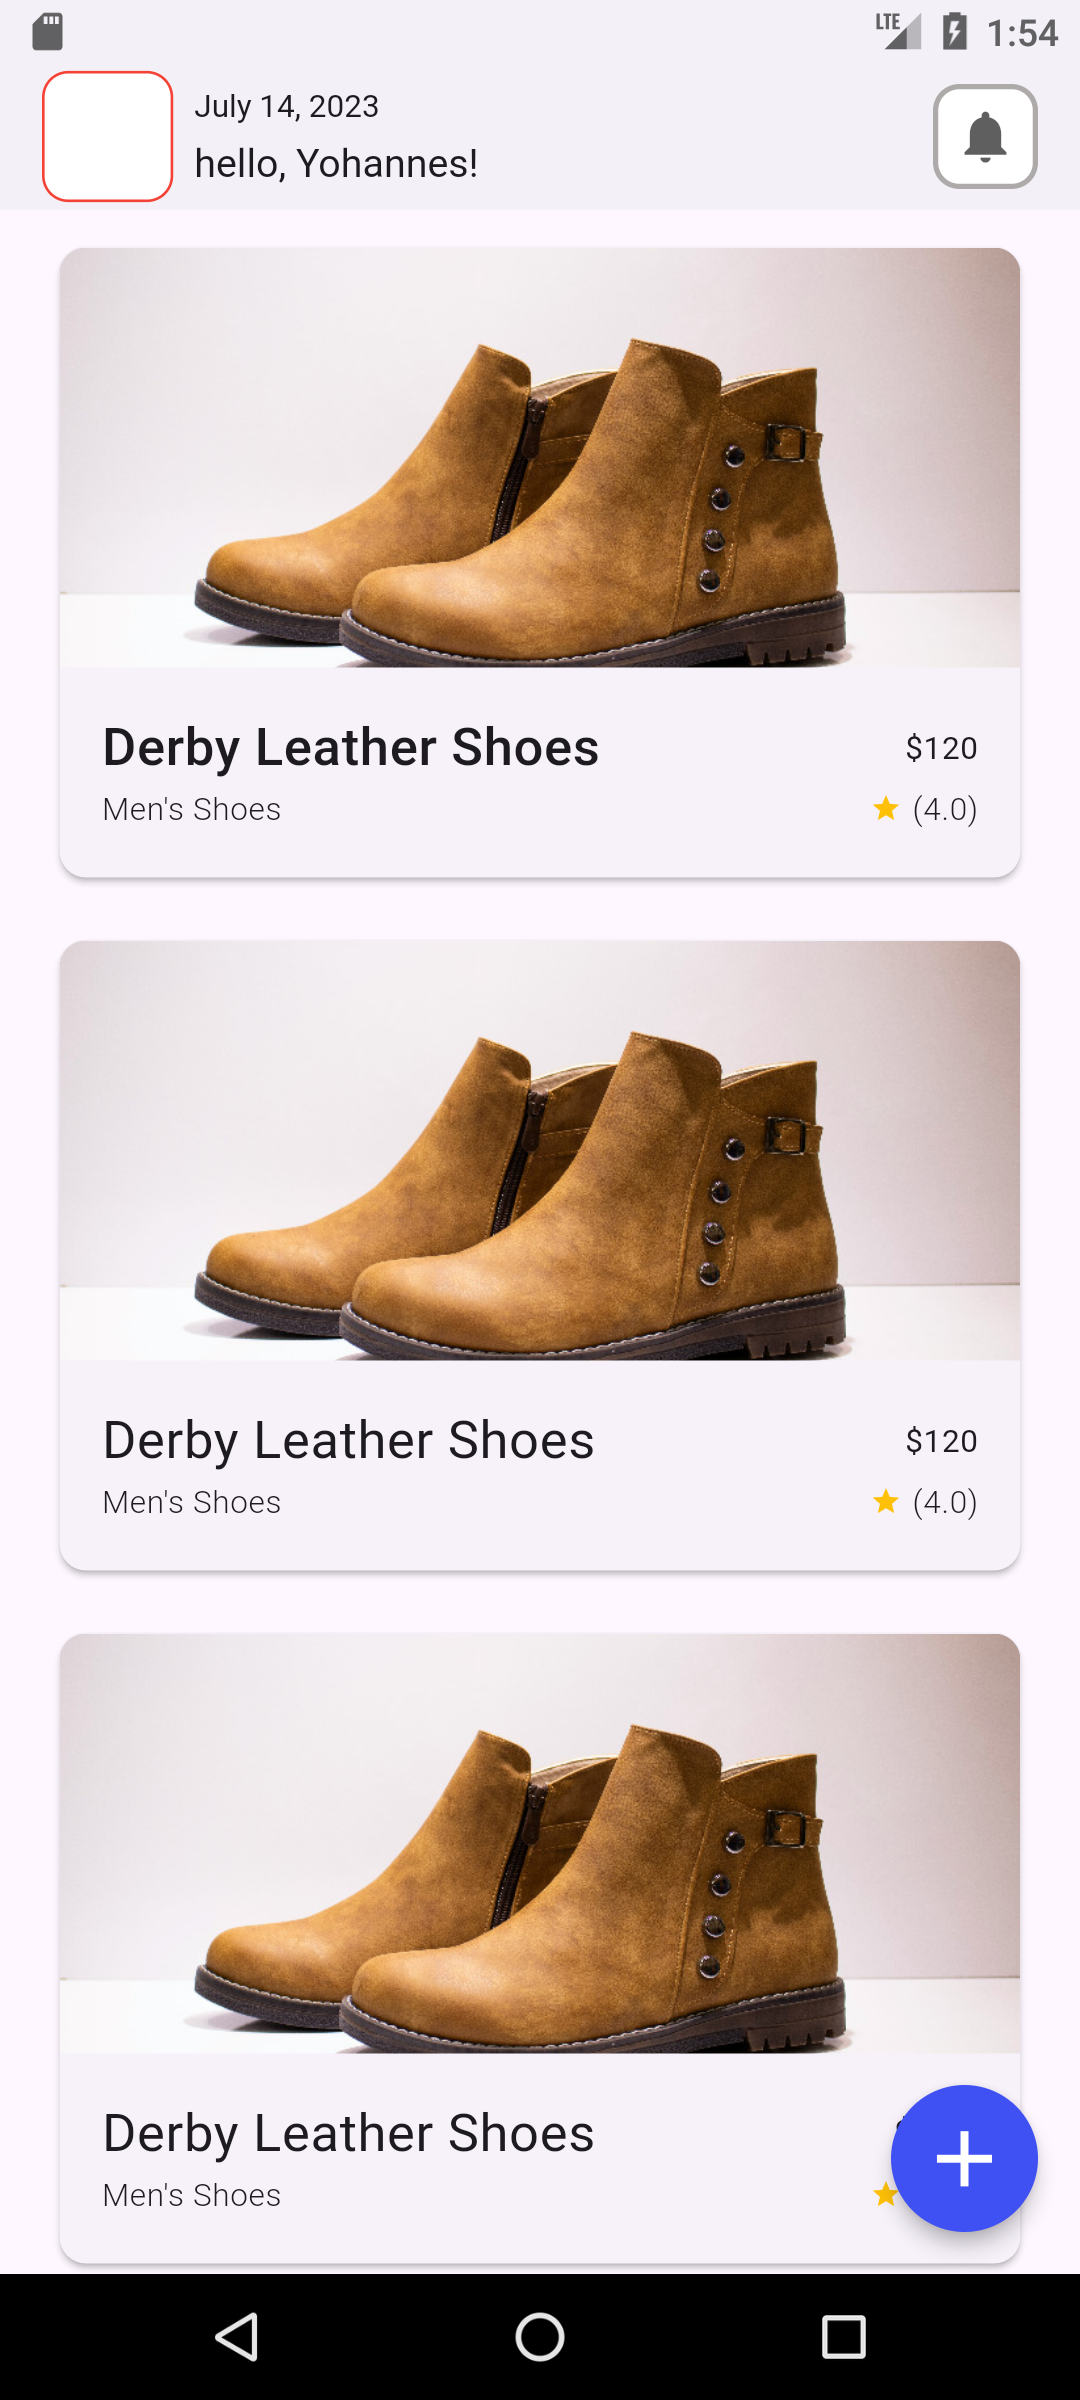 LTE 1:54
July 14, 2023
hello, Yohannes!
Derby Leather Shoes $120
Men's Shoes (4.0)
Derby Leather Shoes $120
Men's Shoes (4.0)
Derby Leather Shoes
Men's Shoes